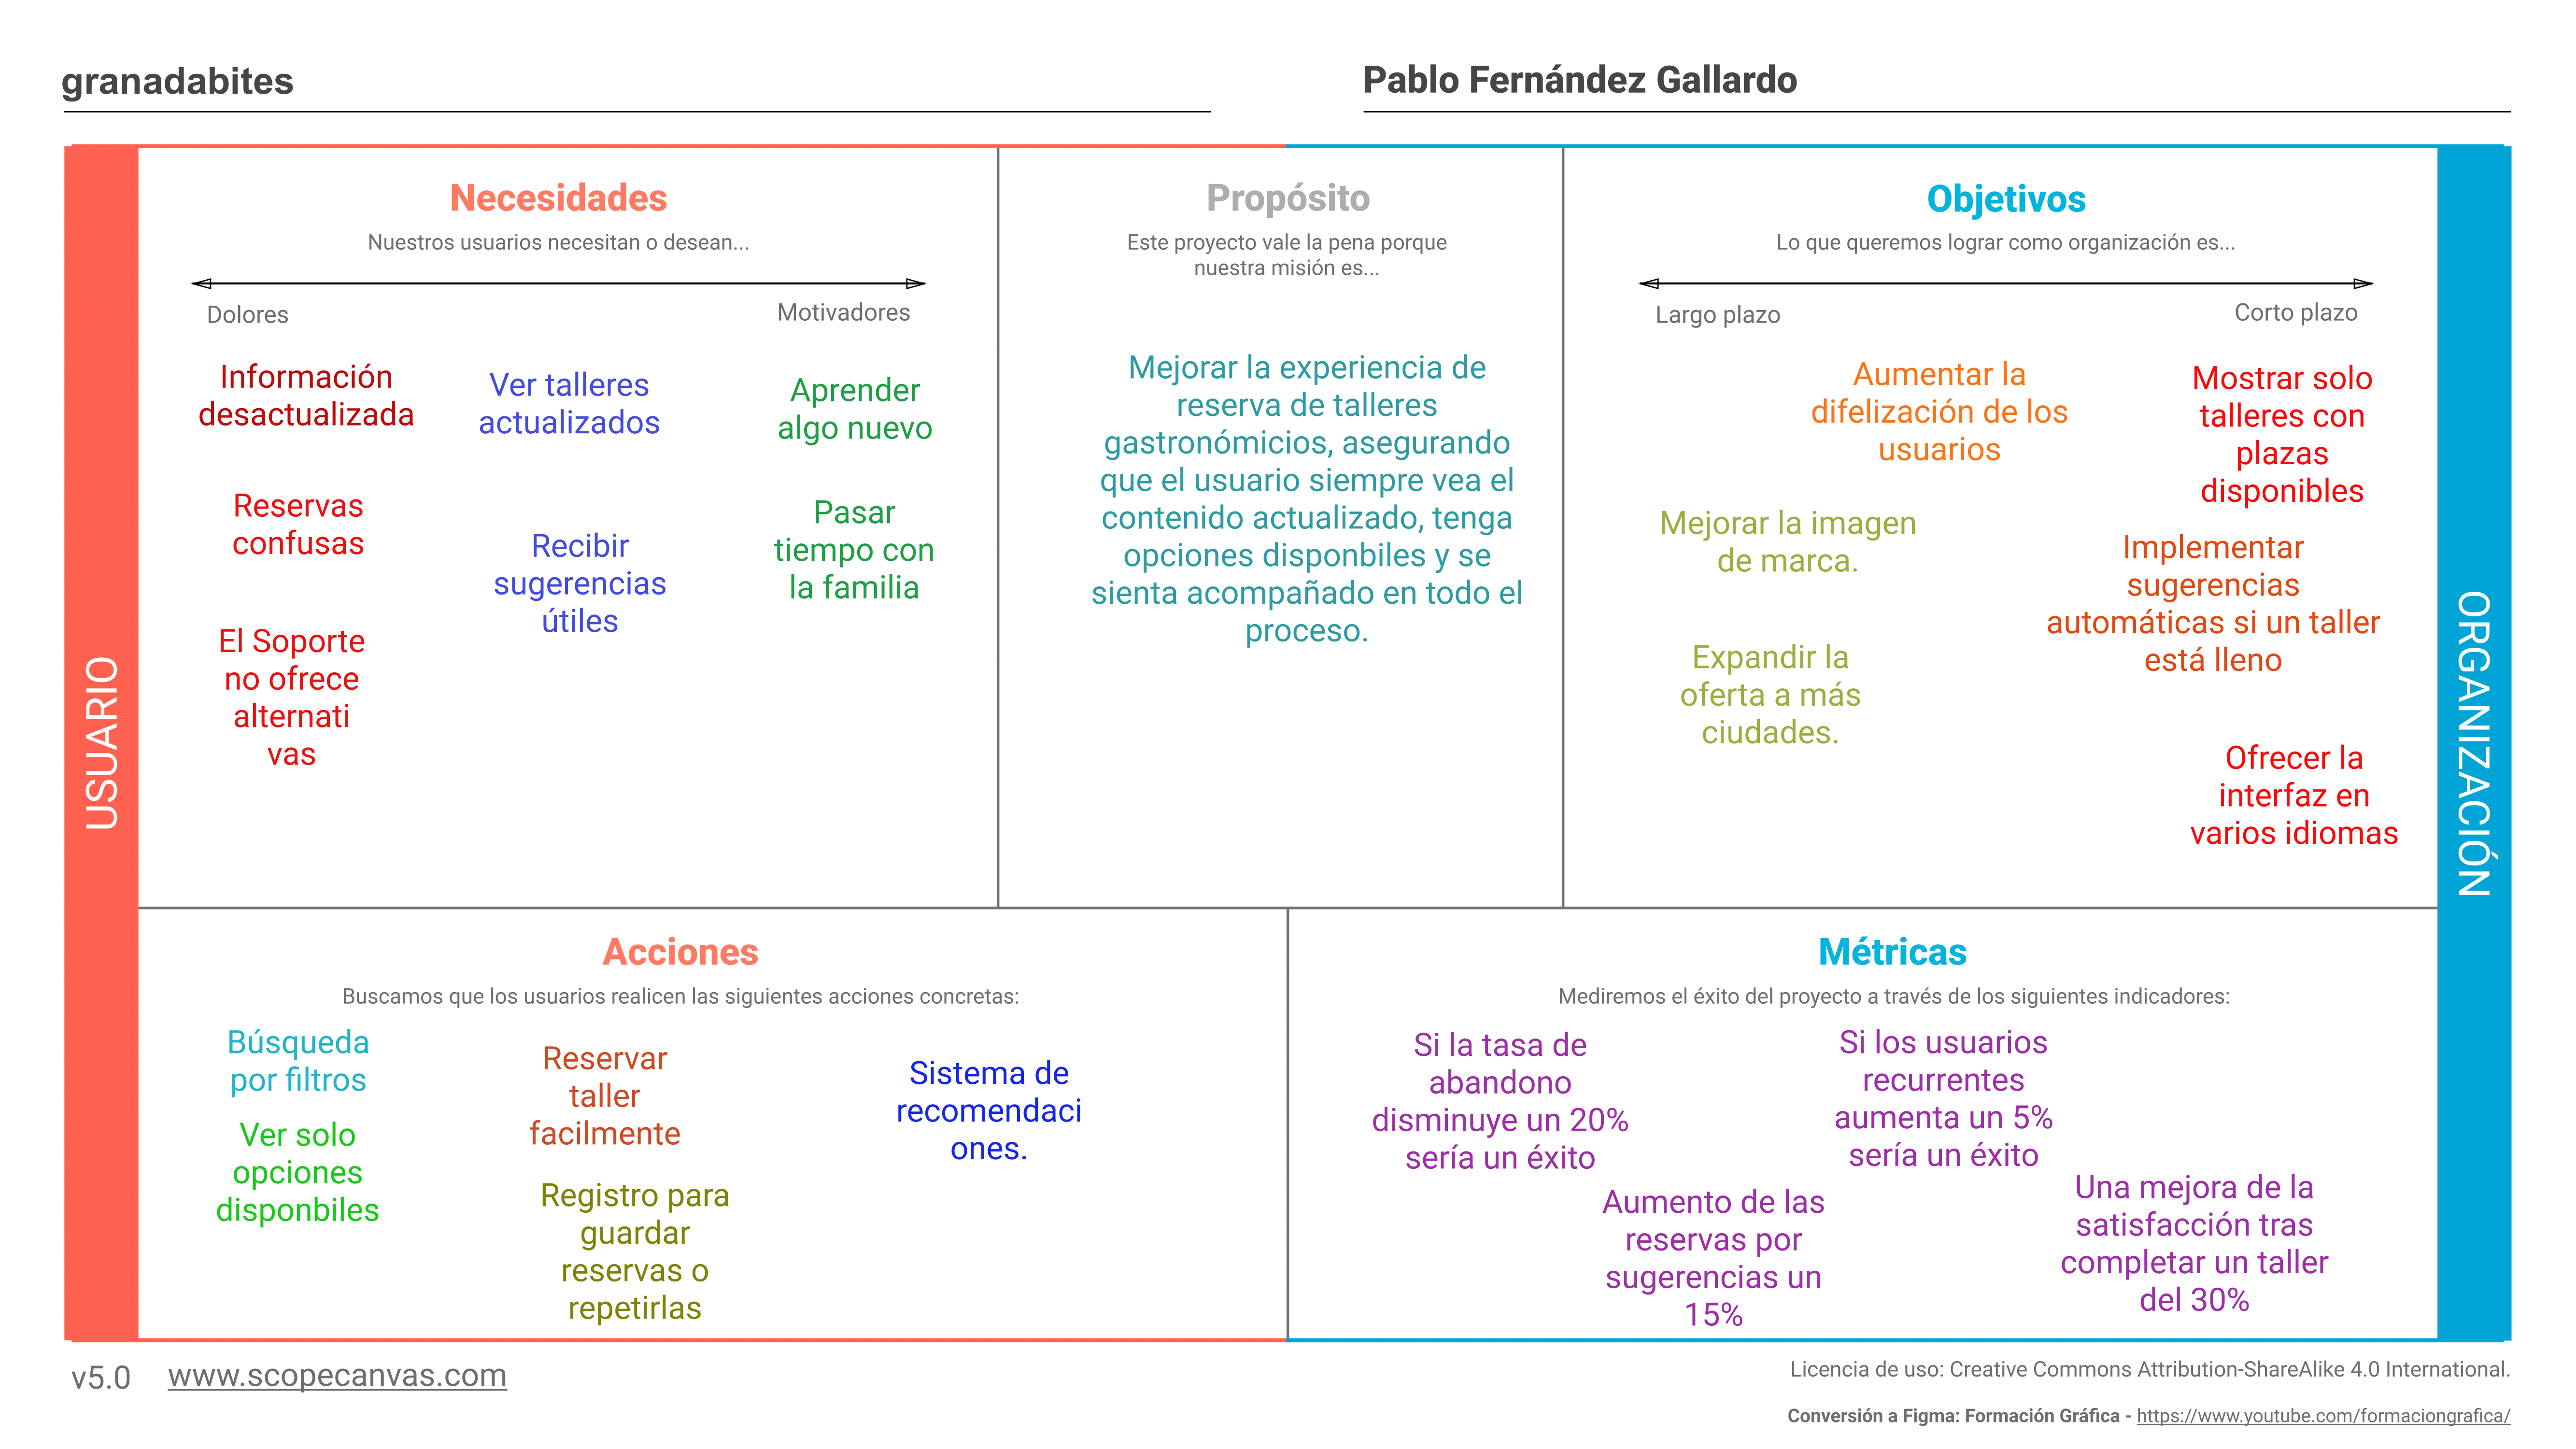 granadabites
Pablo Fernández Gallardo
USUARIO
Necesidades
Nuestros usuarios necesitan o desean...
Dolores
Motivadores
Información
desactualizada
Reservas
confusas
El Soporte
no ofrece
alternati
vas
Ver talleres
actualizados
Recibir
sugerencias
útiles
Aprender
algo nuevo
Pasar
tiempo con
la familia
Propósito
Este proyecto vale la pena porque
nuestra misión es...
Mejorar la experiencia de
reserva de talleres
gastronómicios, asegurando
que el usuario siempre vea el
contenido actualizado, tenga
opciones disponbiles y se
sienta acompañado en todo el
proceso.
Objetivos
Lo que queremos lograr como organización es...
Largo plazo
Corto plazo
Aumentar la
difelización de los
usuarios
Mejorar la imagen
de marca.
Expandir la
oferta a más
ciudades.
Mostrar solo
talleres con
plazas
disponibles
Implementar
sugerencias
automáticas si un taller
está lleno
Ofrecer la
interfaz en
varios idiomas
ORGANIZACIÓN
Acciones
Buscamos que los usuarios realicen las siguientes acciones concretas:
Búsqueda
por filtros
Ver solo
opciones
disponbiles
Reservar
taller
facilmente
Registro para
guardar
reservas o
repetirlas
Sistema de
recomendaci
ones.
Métricas
Mediremos el éxito del proyecto a través de los siguientes indicadores:
Si la tasa de
abandono
disminuye un 20%
sería un éxito
Aumento de las
reservas por
sugerencias un
15%
Si los usuarios
recurrentes
aumenta un 5%
sería un éxito
Una mejora de la
satisfacción tras
completar un taller
del 30%
v5.0
www.scopecanvas.com
Licencia de uso: Creative Commons Attribution-ShareAlike 4.0 International.
Conversión a Figma: Formación Gráfica - https://www.youtube.com/formaciongrafica/